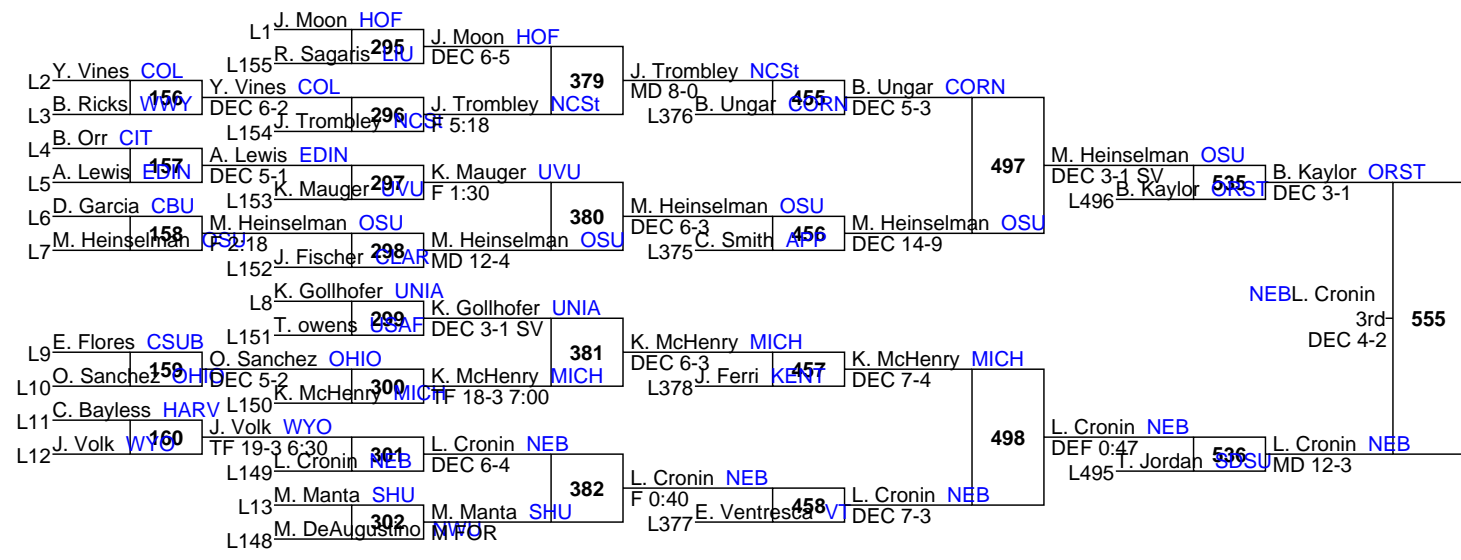 L1 J. Moon HOF
295
L155 R. Sagaris LIU
J. Moon HOF
DEC 6-5
L2 Y. Vines COL
156
L3 B. Ricks WWY
Y. Vines COL
DEC 6-2
296
L154 J. Trombley NCSt
J. Trombley NCSt
F 5:18
379
J. Trombley NCSt
MD 8-0
455
L376 B. Ungar CORN
B. Ungar CORN
DEC 5-3
L4 B. Orr CIT
157
L5 A. Lewis EDIN
A. Lewis EDIN
DEC 5-1
297
L153 K. Mauger UVU
K. Mauger UVU
F 1:30
L6 D. Garcia CBU
158
L7 M. Heinselman OSU
M. Heinselman OSU
F 2:18
298
L152 J. Fischer CLAR
M. Heinselman OSU
MD 12-4
380
M. Heinselman OSU
DEC 6-3
456
L375 C. Smith APP
M. Heinselman OSU
DEC 14-9
497
M. Heinselman OSU
DEC 3-1 SV
535
L496 B. Kaylor ORST
B. Kaylor ORST
DEC 3-1
L8 K. Gollhofer UNIA
299
L151 T. owens USAF
K. Gollhofer UNIA
DEC 3-1 SV
L9 E. Flores CSUB
159
L10 O. Sanchez OHIO
O. Sanchez OHIO
DEC 5-2
300
L150 K. McHenry MICH
K. McHenry MICH
TF 18-3 7:00
381
K. McHenry MICH
DEC 6-3
457
L378 J. Ferri KENT
K. McHenry MICH
DEC 7-4
L11 C. Bayless HARV
160
L12 J. Volk WYO
J. Volk WYO
TF 19-3 6:30
301
L149 L. Cronin NEB
L. Cronin NEB
DEC 6-4
L13 M. Manta SHU
302
L148 M. DeAugustino NWU
M. Manta SHU
M FOR
382
L. Cronin NEB
F 0:40
458
L377 E. Ventresca VT
L. Cronin NEB
DEC 7-3
498
L. Cronin NEB
DEF 0:47
536
L495 T. Jordan SDSU
L. Cronin NEB
MD 12-3
NEB L. Cronin
3rd
DEC 4-2
555